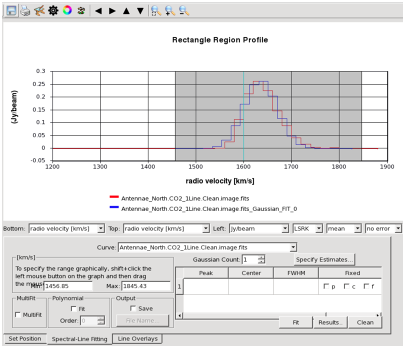 Rectangle Region Profile
(Jy/beam)
0.3
0.25
0.2
0.15
0.1
0.05
0
-0.05
1200 1300 1400 1500 1600 1700 1800 1900
radio velocity [km/s]
Antennae_North.CO2_1Line.Clean.image.fits
Antennae_North.CO2_1Line.Clean.image.fits_Gaussian_FIT_0
Bottom: radio velocity [km/s] Top: radio velocity [km/s] Left: Jy/beam LSRK mean no error
Curve: Antennae_North.CO2_1Line.Clean.image.fits
[km/s]
To specify the range graphically, shift+click the
left mouse button on the graph and then drag
the mouse
Min: 1456.85 Max: 1845.43
MultiFit Polynomial Output
MultiFit
Fit
Order: 0
Save
File Name
Gaussian Count: 1 Specify Estimates...
Peak Center FWHM Fixed
1 p c f
Fit Results... Clean
Set Position Spectral-Line Fitting Line Overlays